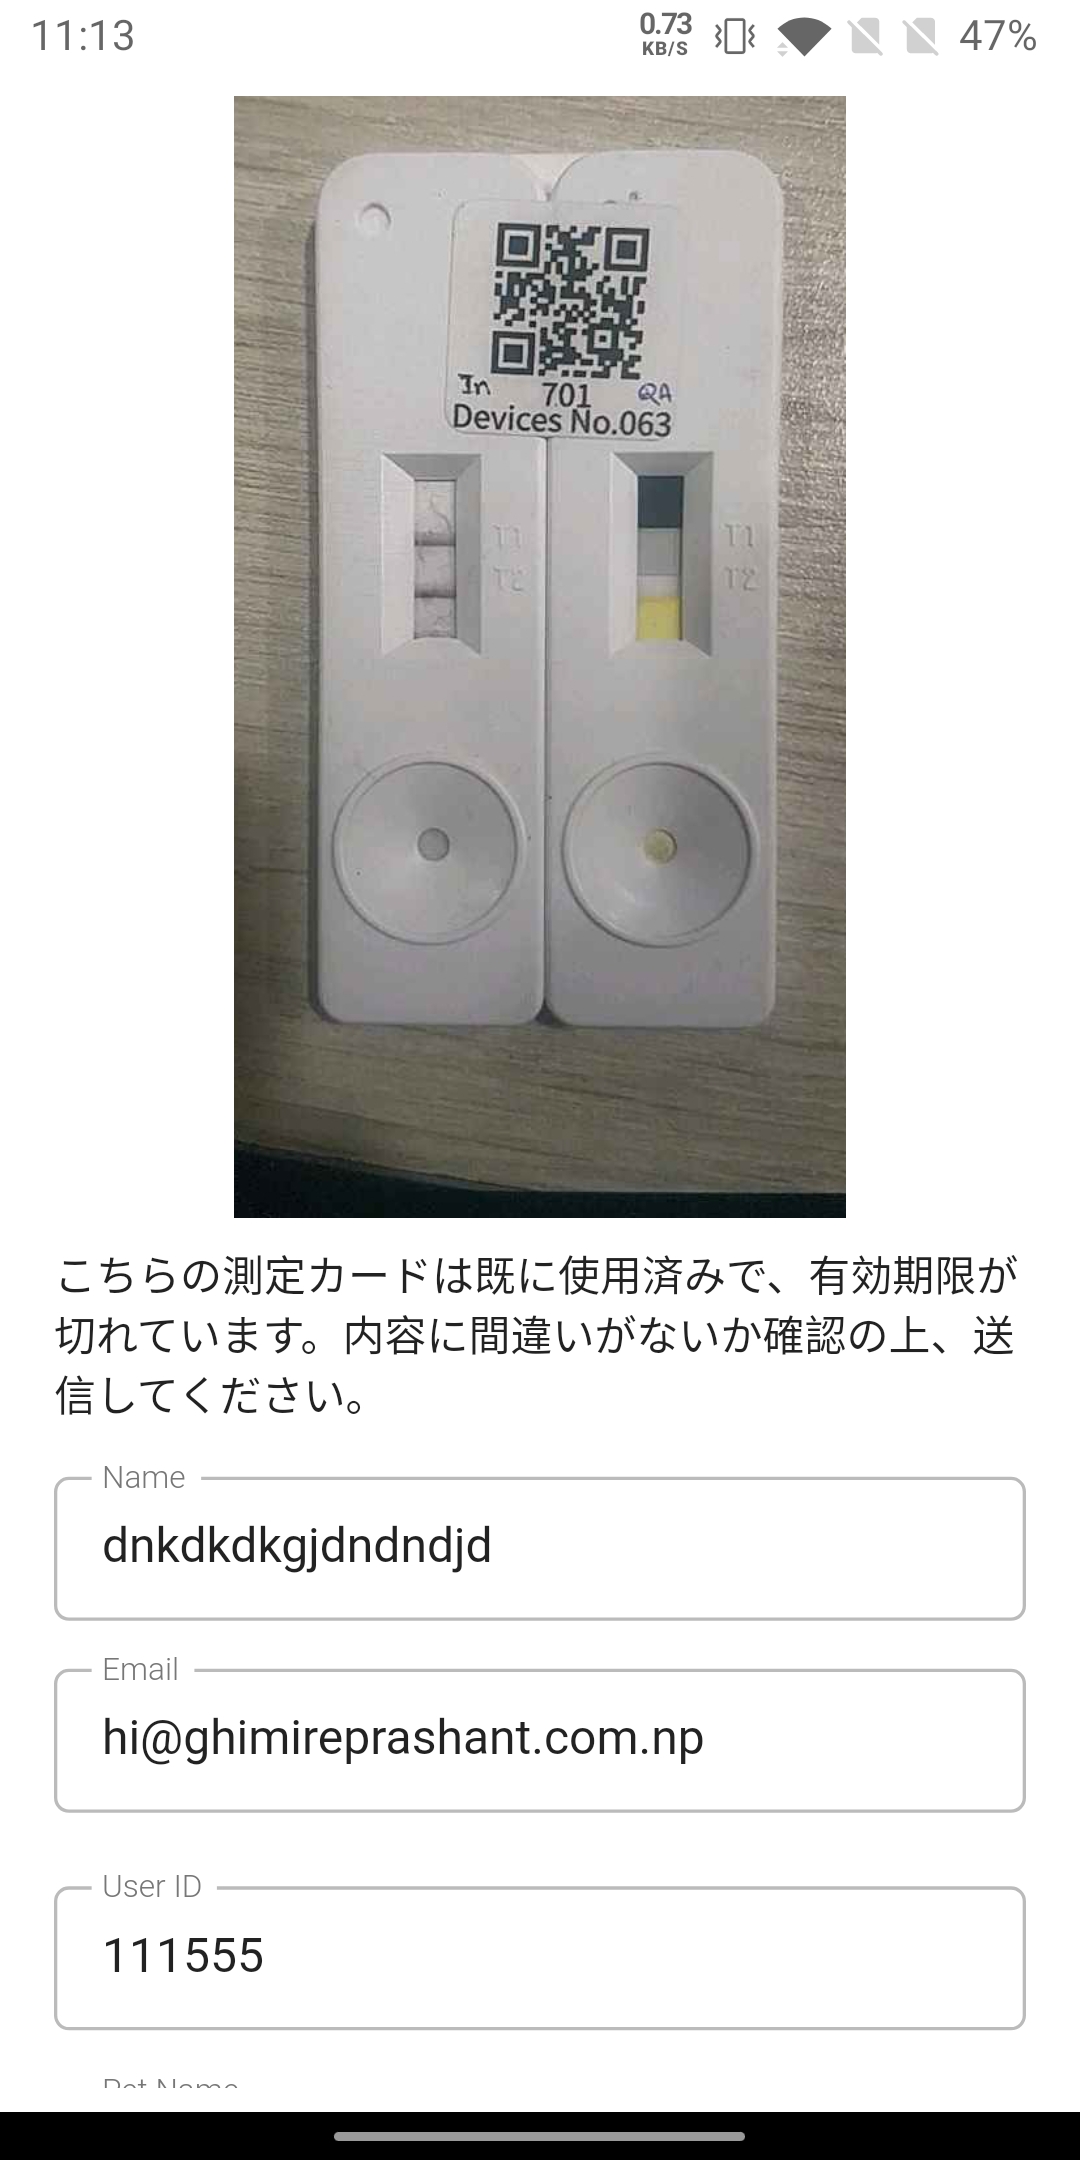 11:13
0.73
KB/S
47%
In 701 QA
Devices No.063
T1 T1
T2 T2
こちらの測定カードは既に使用済みで、有効期限が
切れています。内容に間違いがないか確認の上、送
信してください。
Name
dnkdkdkgjdndndjd
Email
hi@ghimireprashant.com.np
User ID
111555
Pet Name